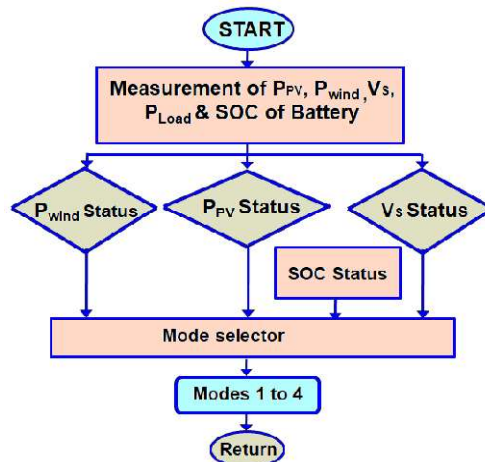 START
Measurement of PPV, Pwind ,VS,
PLoad & SOC of Battery
Pwind Status
PPV Status
VS Status
SOC Status
Mode selector
Modes 1 to 4
Return